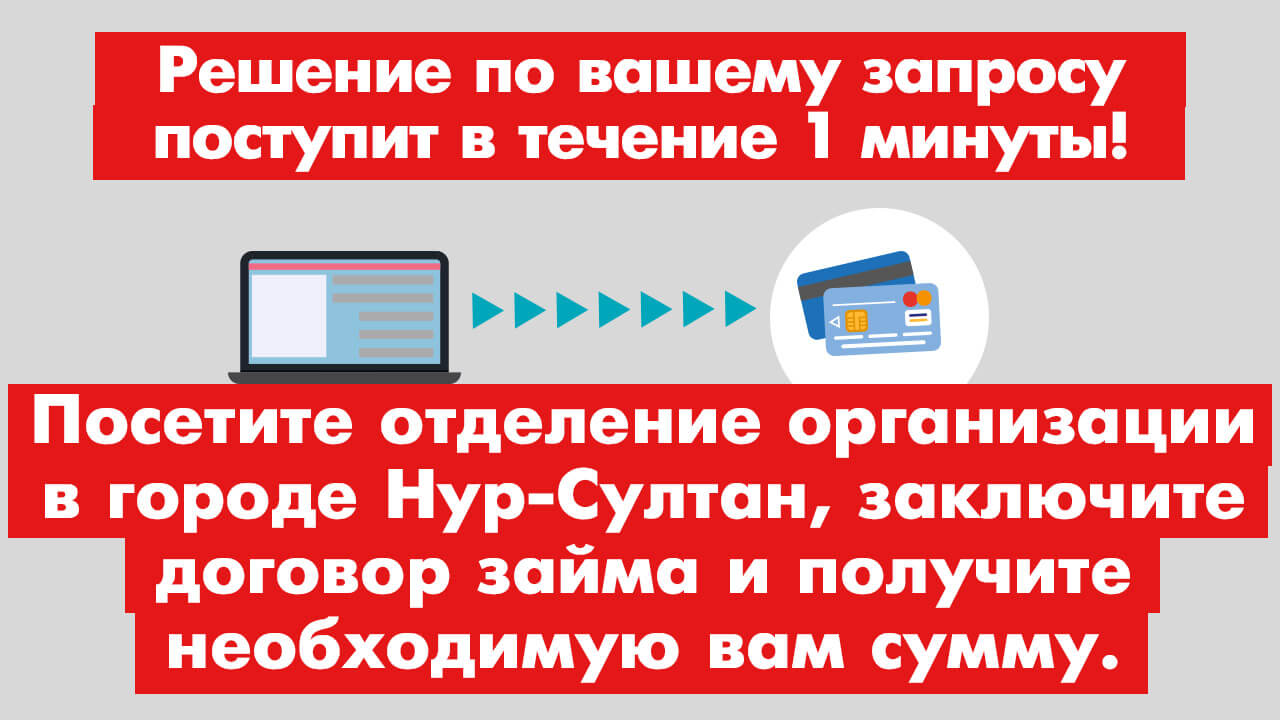 Решение по вашему запросу
поступит в течение 1 минуты!
Посетите отделение организации
в городе Нур-Султан, заключите
договор займа и получите
необходимую вам сумму.